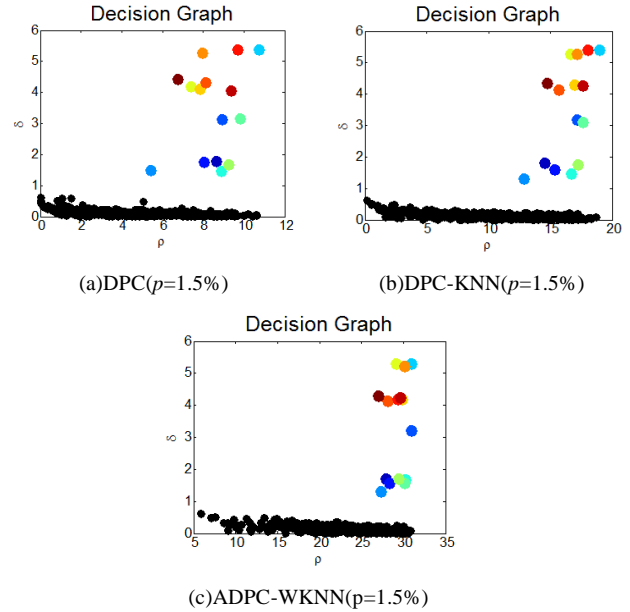 Decision Graph
6
5
4
3
2
1
0
δ
0 2 4 6 8 10 12
ρ
(a)DPC(p=1.5%)
Decision Graph
6
5
4
3
2
1
0
δ
0 5 10 15 20
ρ
(b)DPC-KNN(p=1.5%)
Decision Graph
6
5
4
3
2
1
0
δ
5 10 15 20 25 30 35
ρ
(c)ADPC-WKNN(p=1.5%)